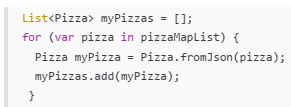 List<Pizza> myPizzas = [];
for (var pizza in pizzaMapList) {
  Pizza myPizza = Pizza.fromJson(pizza);
  myPizzas.add(myPizza);
}